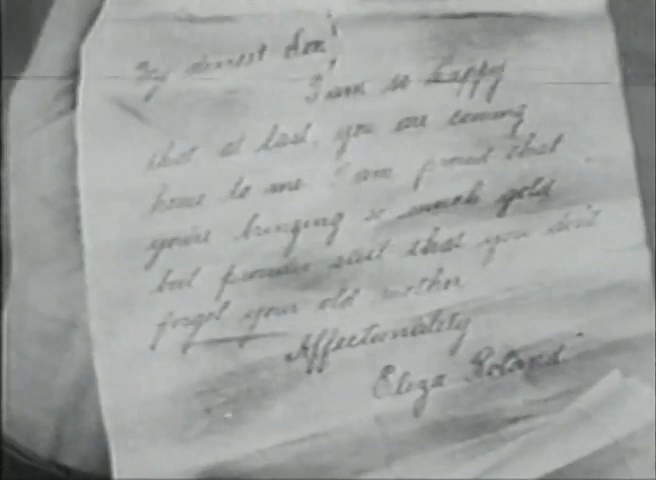 My dearest Son!
I am so happy
that at last, you are coming
home to me I am proud that
you're bringing so much gold
but promise that you don't
forget your old mother
Affectionately
Eliza Roland